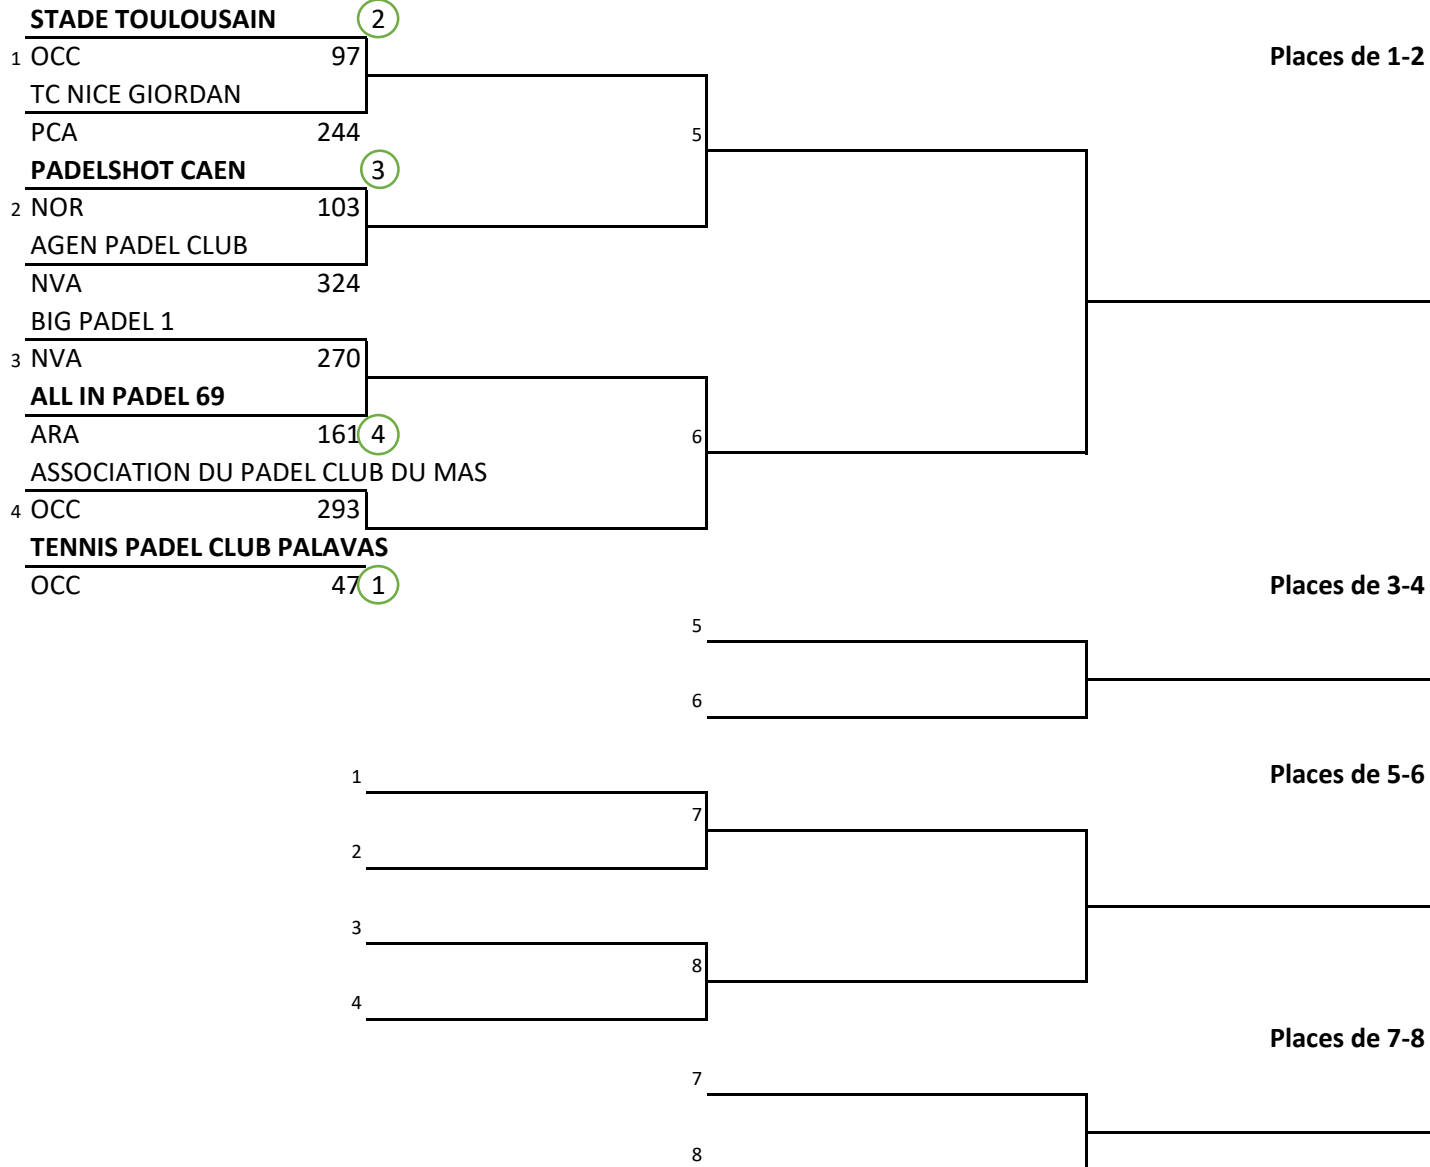 STADE TOULOUSAIN 2
1 OCC 97 Places de 1-2
TC NICE GIORDAN
PCA 244 5
PADELSHOT CAEN 3
2 NOR 103
AGEN PADEL CLUB
NVA 324
BIG PADEL 1
3 NVA 270
ALL IN PADEL 69
ARA 161 4 6
ASSOCIATION DU PADEL CLUB DU MAS
4 OCC 293
TENNIS PADEL CLUB PALAVAS
OCC 47 1 Places de 3-4
5
6
1 Places de 5-6
7
2
3
8
4
Places de 7-8
7
8